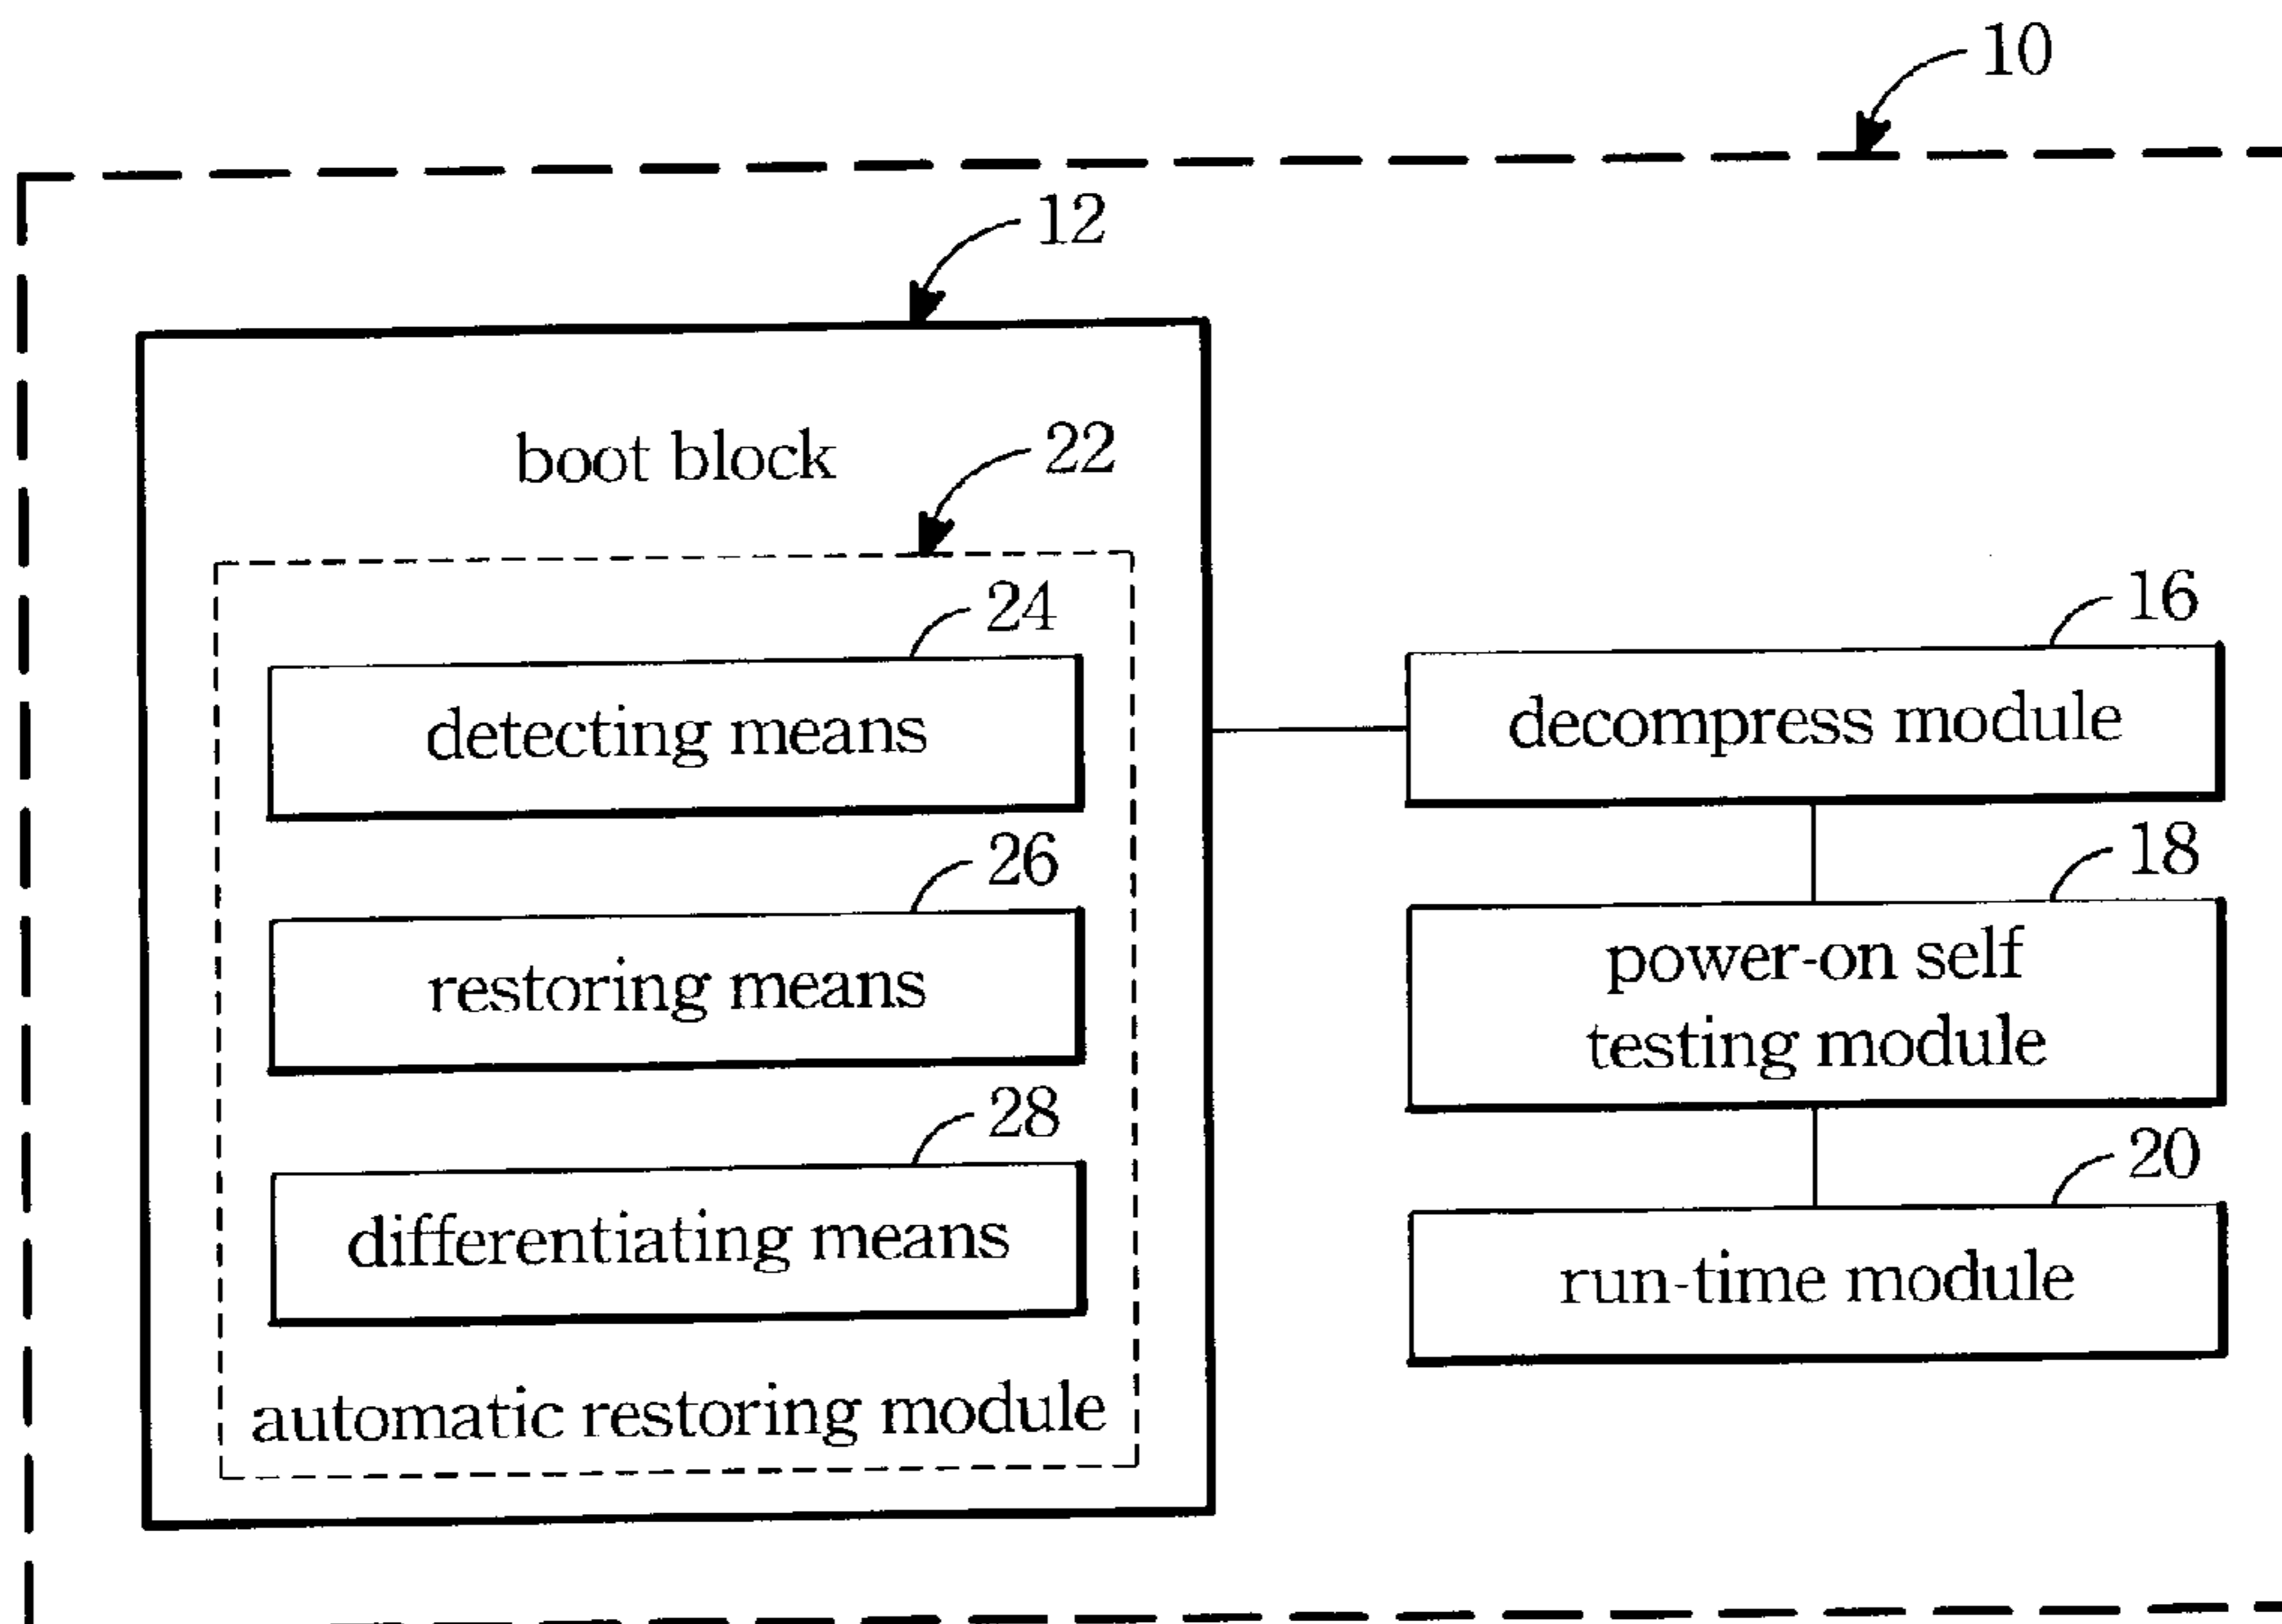 10
12
boot block
22
24
detecting means
26
restoring means
28
differentiating means
automatic restoring module
16
decompress module
18
power-on self
testing module
20
run-time module